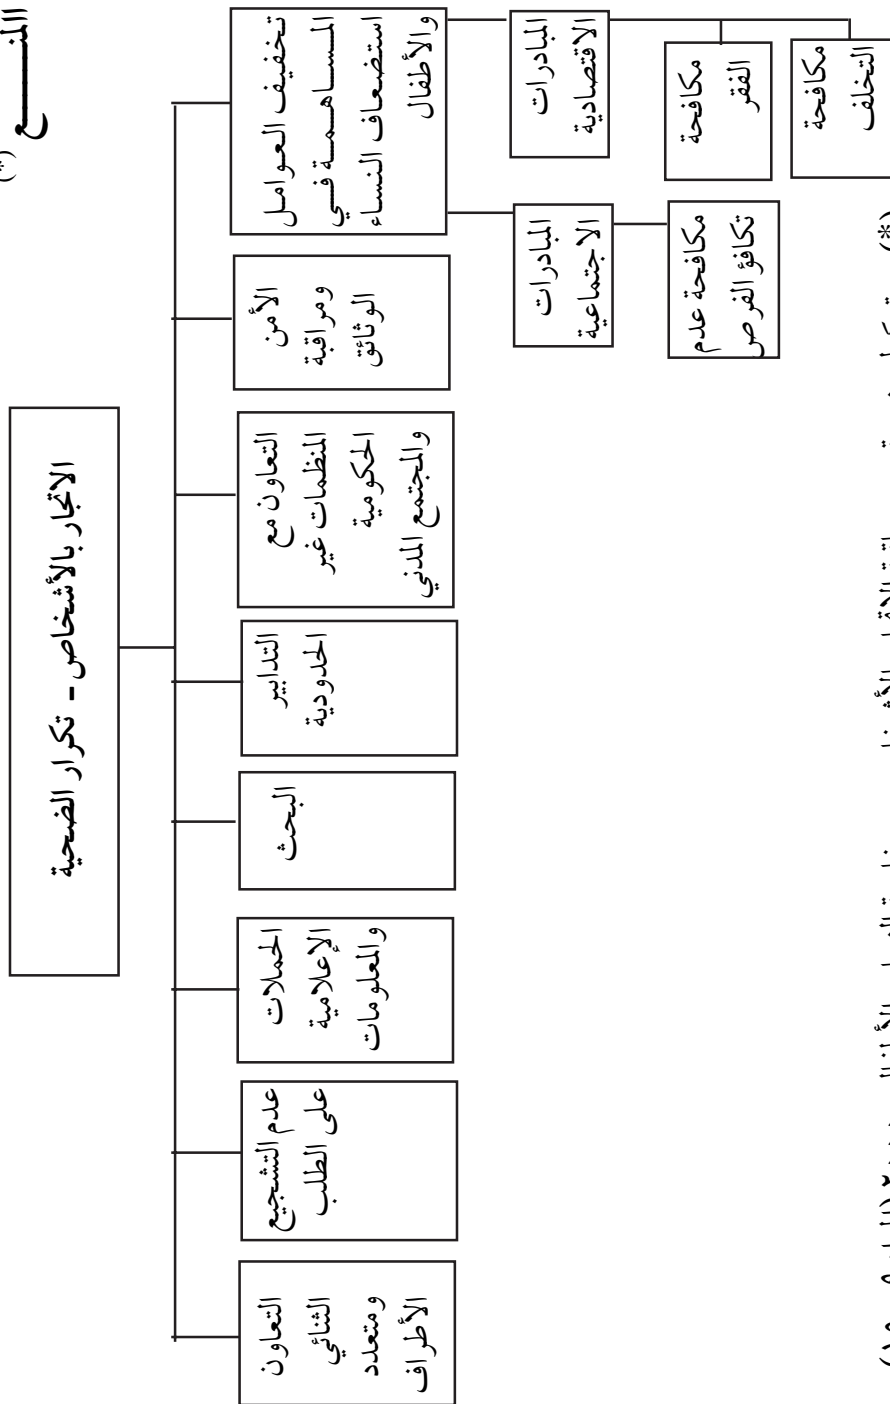 المنـــــع (*)
الاتجار بالأشخاص - تكرار الضحية
تخفيف العوامل
المساهمة في
استضعاف النساء
والأطفال
الأمن
ومراقبة
الوثائق
التعاون مع
المنظمات غير
الحكومية
والمجتمع المدني
التدابير
الحدودية
البحث
الحملات
الإعلامية
والمعلومات
عدم التشجيع
على الطلب
التعاون
الثنائي
ومتعدد
الأطراف
المبادرات
الاقتصادية
المبادرات
الاجتماعية
مكافحة
الفقر
مكافحة
التخلف
مكافحة عدم
تكافؤ الفرص
(*)